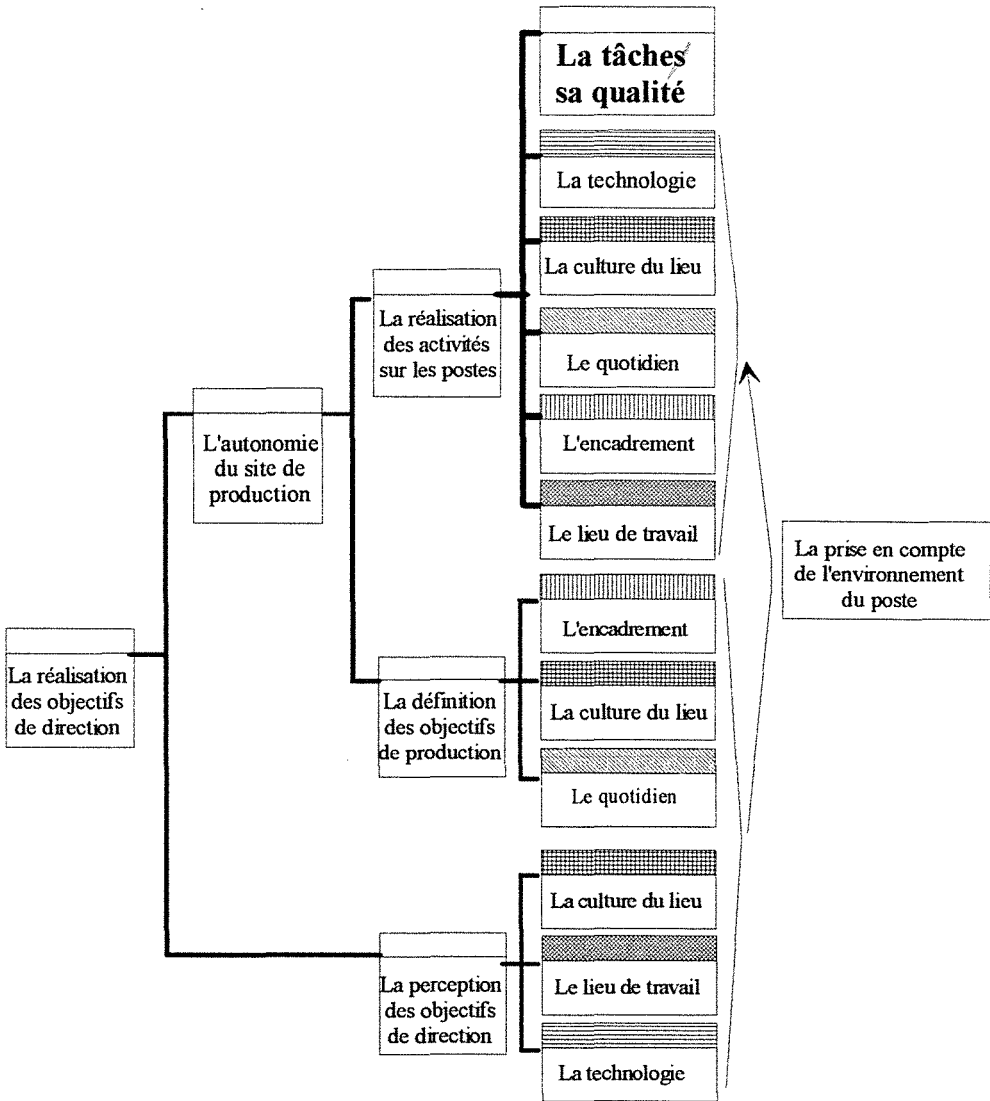 La tâches
sa qualité
La technologie
La culture du lieu
La réalisation
des activités
sur les postes
Le quotidien
L'autonomie
du site de
production
L'encadrement
Le lieu de travail
La prise en compte
de l'environnement
du poste
L'encadrement
La réalisation
des objectifs
de direction
La définition
des objectifs
de production
La culture du lieu
Le quotidien
La culture du lieu
La perception
des objectifs
de direction
Le lieu de travail
La technologie